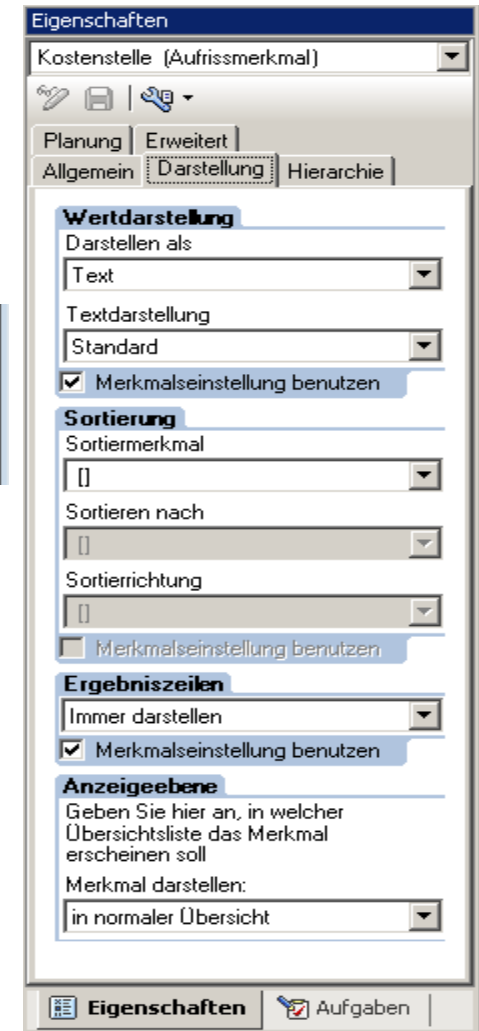 Eigenschaften
Kostenstelle (Aufrissmerkmal)
Planung Erweitert
Allgemein Darstellung Hierarchie
Wertdarstellung
Darstellen als
Text
Textdarstellung
Standard
Merkmalseinstellung benutzen
Sortierung
Sortiermerkmal
[]
Sortieren nach
[]
Sortierrichtung
[]
Merkmalseinstellung benutzen
Ergebniszeilen
Immer darstellen
Merkmalseinstellung benutzen
Anzeigeebene
Geben Sie hier an, in welcher
Übersichtsliste das Merkmal
erscheinen soll
Merkmal darstellen:
in normaler Übersicht
Eigenschaften Aufgaben